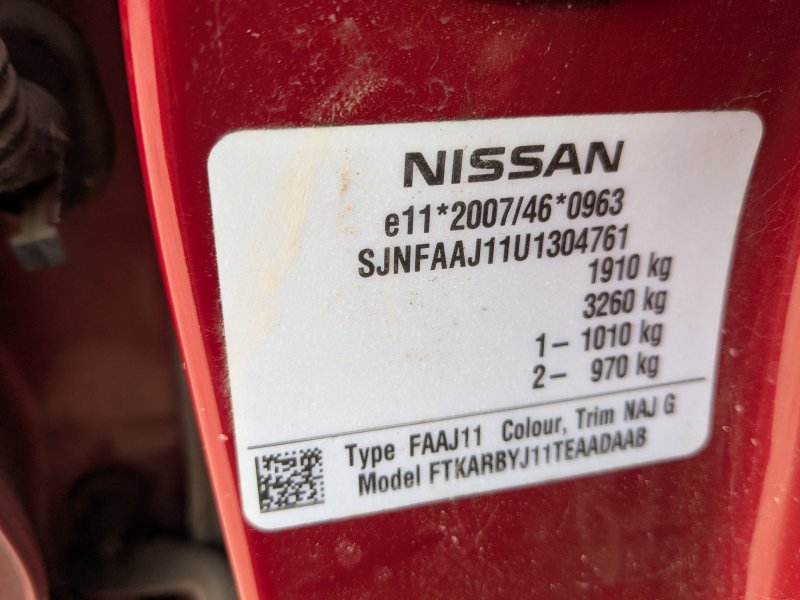 NISSAN
e11*2007/46*0963
SJNFAAJ11U1304761
1910 kg
3260 kg
1– 1010 kg
2– 970 kg
Type FAAJ11 Colour, Trim NAJ G
Model FTKARBYJ11TEAADAAB